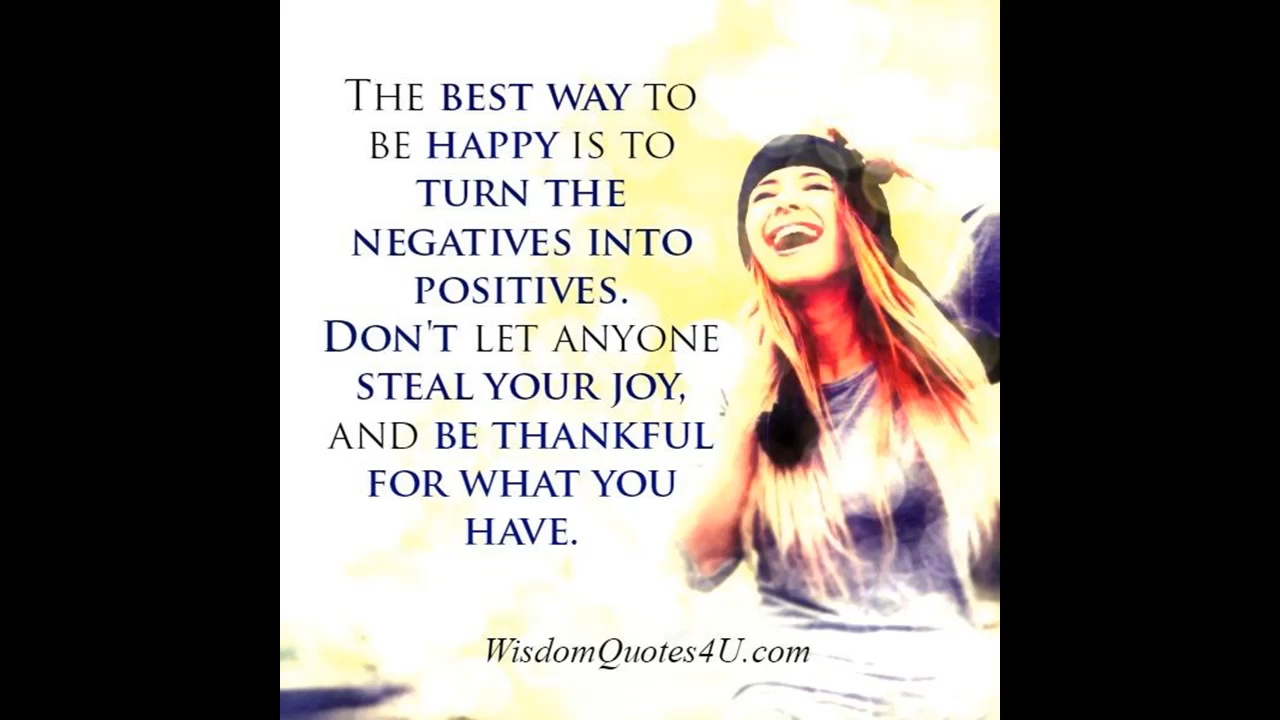 The best way to
be happy is to
turn the
negatives into
positives.
Don't let anyone
steal your joy,
and be thankful
for what you
have.
WisdomQuotes4U.com